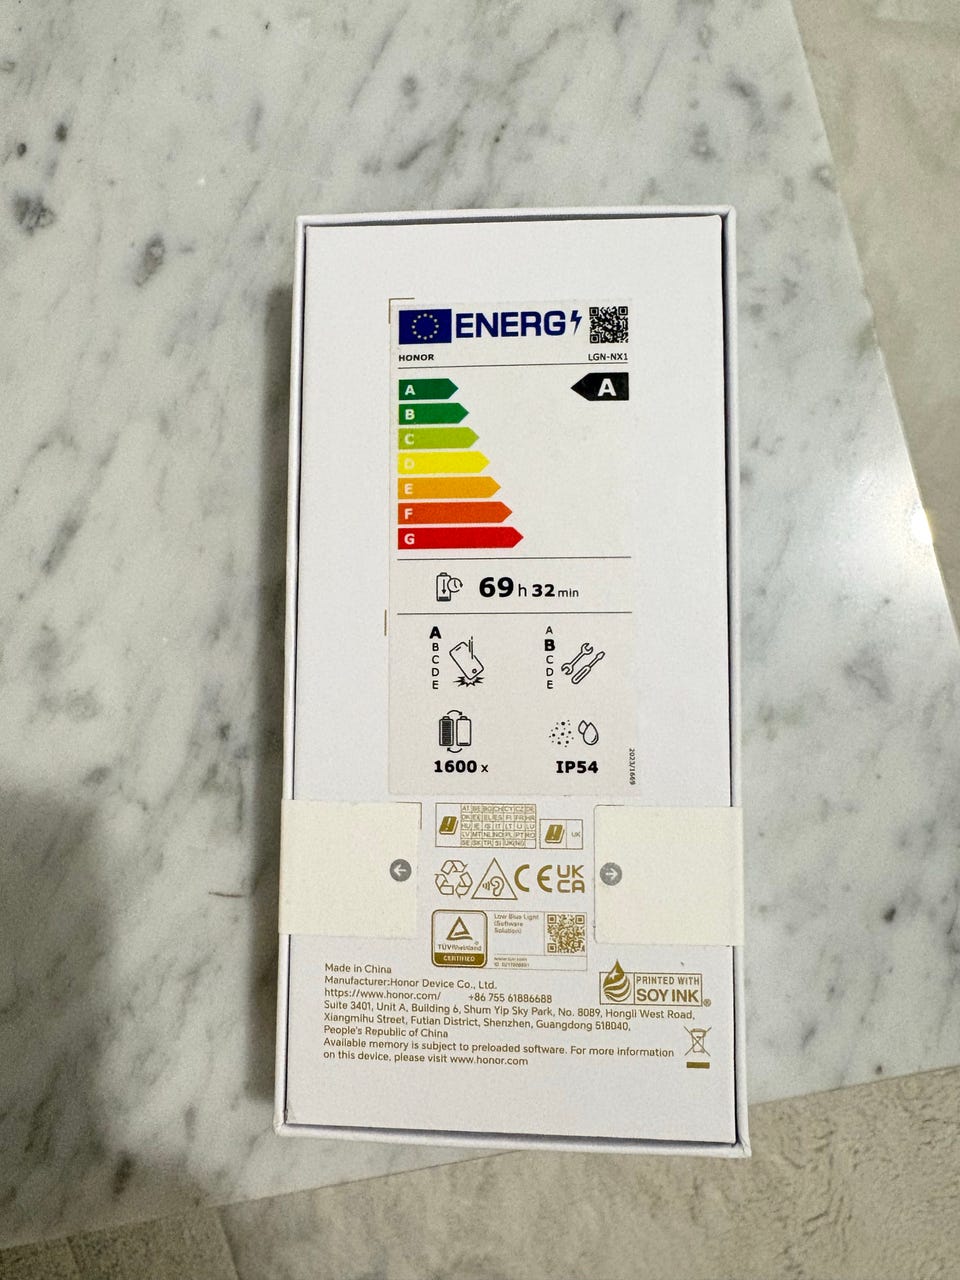 ENERG
HONOR LGN-NX1
A A
B
C
D
E
F
G
69 h 32 min
A A
B B
C C
D D
E E
1600 x IP54
2023/1669
UK
CE UK
CA
TÜVRheinland
CERTIFIED
Low Blue Light
(Software
Solution)
PRINTED WITH
SOY INK®
Made in China
Manufacturer:Honor Device Co., Ltd.
https://www.honor.com/ +86 755 61886688
Suite 3401, Unit A, Building 6, Shum Yip Sky Park, No. 8089, Hongli West Road,
Xiangmihu Street, Futian District, Shenzhen, Guangdong 518040,
People's Republic of China
Available memory is subject to preloaded software. For more information
on this device, please visit www.honor.com